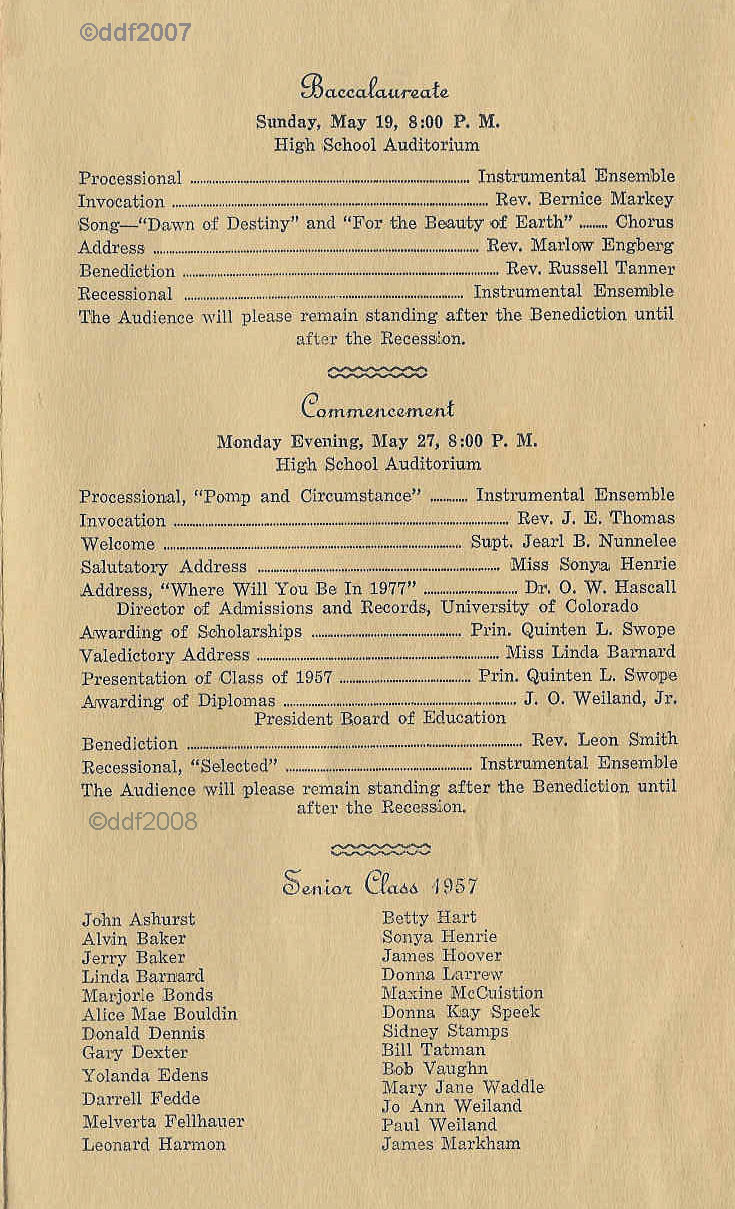 ©ddf2007
Baccalaureate
Sunday, May 19, 8:00 P. M.
High School Auditorium
Processional ........ Instrumental Ensemble
Invocation ........ Rev. Bernice Markey
Song—“Dawn of Destiny” and “For the Beauty of Earth” ........ Chorus
Address ........ Rev. Marlow Engberg
Benediction ........ Rev. Russell Tanner
Recessional ........ Instrumental Ensemble
The Audience will please remain standing after the Benediction until
after the Recession.
Commencement
Monday Evening, May 27, 8:00 P. M.
High School Auditorium
Processional, “Pomp and Circumstance” ........ Instrumental Ensemble
Invocation ........ Rev. J. E. Thomas
Welcome ........ Supt. Jearl B. Nunnelee
Salutatory Address ........ Miss Sonya Henrie
Address, “Where Will You Be In 1977” ........ Dr. O. W. Hascall
Director of Admissions and Records, University of Colorado
Awarding of Scholarships ........ Prin. Quinten L. Swope
Valedictory Address ........ Miss Linda Barnard
Presentation of Class of 1957 ........ Prin. Quinten L. Swope
Awarding of Diplomas ........ J. O. Weiland, Jr.
President Board of Education
Benediction ........ Rev. Leon Smith
Recessional, “Selected” ........ Instrumental Ensemble
The Audience will please remain standing after the Benediction until
after the Recession.
©ddf2008
Senior Class 1957
John Ashurst
Alvin Baker
Jerry Baker
Linda Barnard
Marjorie Bonds
Alice Mae Bouldin
Donald Dennis
Gary Dexter
Yolanda Edens
Darrell Fedde
Melverta Fellhauer
Leonard Harmon
Betty Hart
Sonya Henrie
James Hoover
Donna Larrew
Maxine McCuistion
Donna Kay Speek
Sidney Stamps
Bill Tatman
Bob Vaughn
Mary Jane Waddle
Jo Ann Weiland
Paul Weiland
James Markham